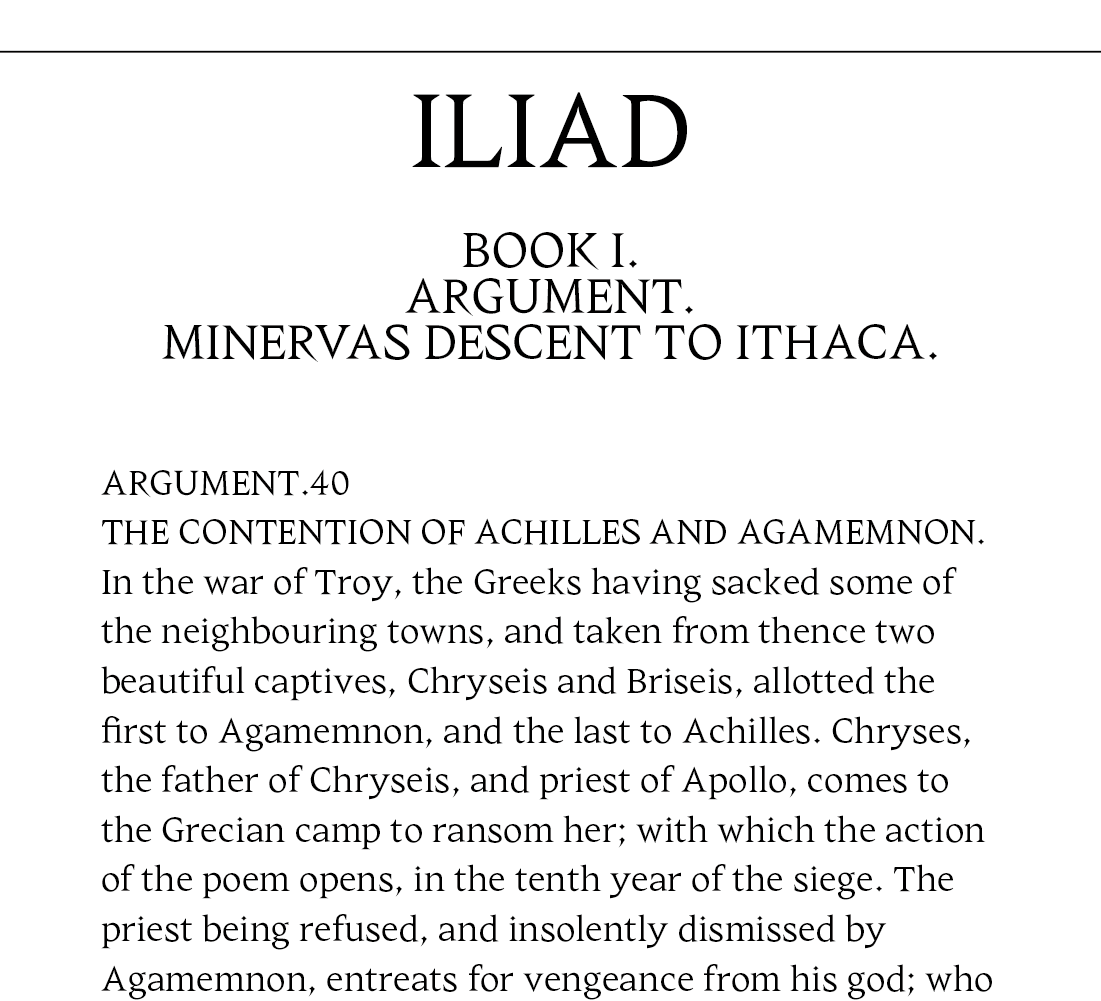 ILIAD
BOOK I.
ARGUMENT.
MINERVAS DESCENT TO ITHACA.
ARGUMENT.40
THE CONTENTION OF ACHILLES AND AGAMEMNON.
In the war of Troy, the Greeks having sacked some of
the neighbouring towns, and taken from thence two
beautiful captives, Chryseis and Briseis, allotted the
first to Agamemnon, and the last to Achilles. Chryses,
the father of Chryseis, and priest of Apollo, comes to
the Grecian camp to ransom her; with which the action
of the poem opens, in the tenth year of the siege. The
priest being refused, and insolently dismissed by
Agamemnon, entreats for vengeance from his god; who